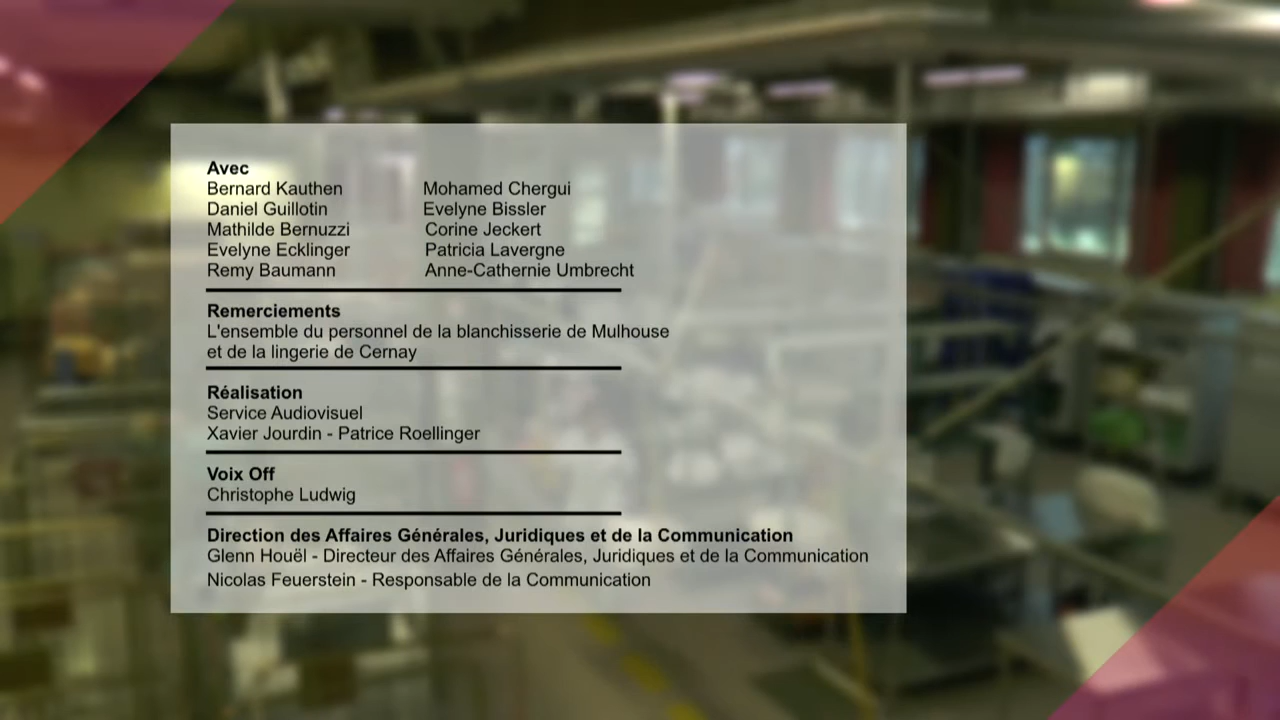 Avec
Bernard Kauthen Mohamed Chergui
Daniel Guillotin Evelyne Bissler
Mathilde Bernuzzi Corine Jeckert
Evelyne Ecklinger Patricia Lavergne
Remy Baumann Anne-Cathernie Umbrecht
Remerciements
L'ensemble du personnel de la blanchisserie de Mulhouse
et de la lingerie de Cernay
Réalisation
Service Audiovisuel
Xavier Jourdin - Patrice Roellinger
Voix Off
Christophe Ludwig
Direction des Affaires Générales, Juridiques et de la Communication
Glenn Houël - Directeur des Affaires Générales, Juridiques et de la Communication
Nicolas Feuerstein - Responsable de la Communication